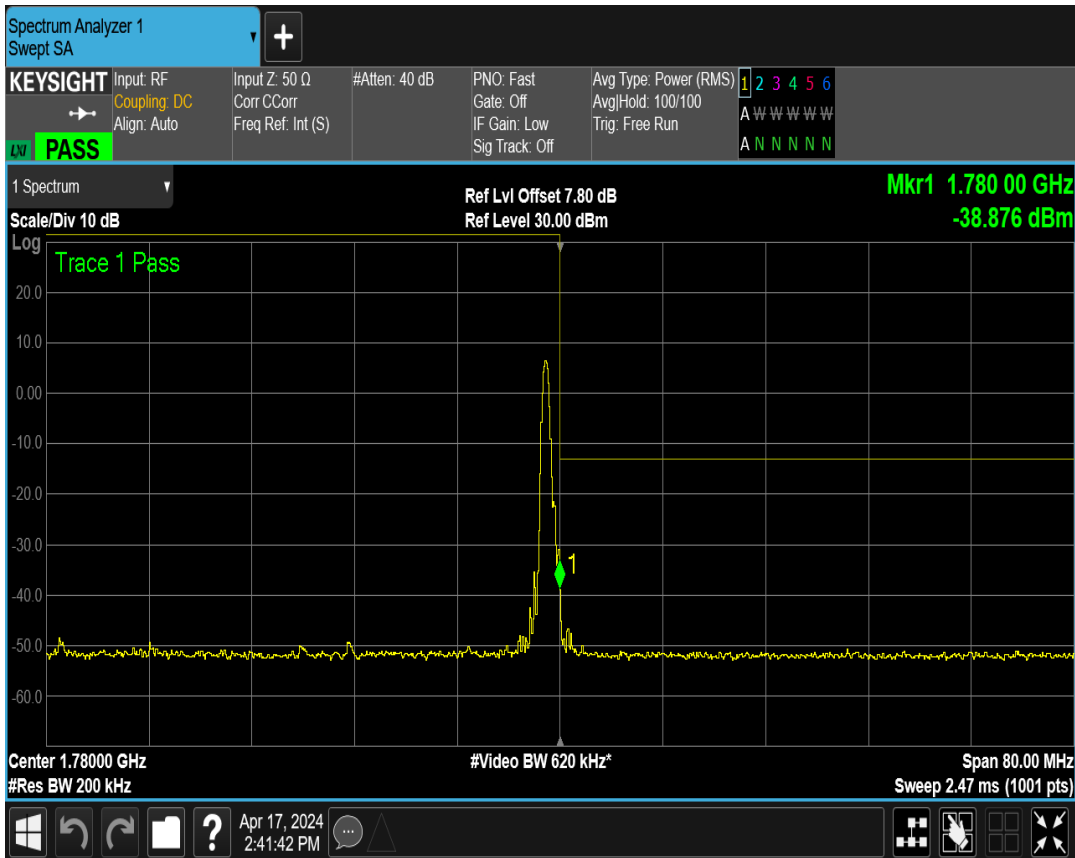 Spectrum Analyzer 1
Swept SA
+
KEYSIGHT
LXI PASS
Input: RF
Coupling: DC
Align: Auto
Input Z: 50 Ω
Corr CCorr
Freq Ref: Int (S)
#Atten: 40 dB
PNO: Fast
Gate: Off
IF Gain: Low
Sig Track: Off
Avg Type: Power (RMS)
Avg|Hold: 100/100
Trig: Free Run
1 2 3 4 5 6
A W W W W W
A N N N N N
1 Spectrum
Scale/Div 10 dB
Ref Lvl Offset 7.80 dB
Ref Level 30.00 dBm
Mkr1 1.780 00 GHz
-38.876 dBm
Log
Trace 1 Pass
20.0
10.0
0.00
-10.0
-20.0
-30.0
1
-40.0
-50.0
-60.0
Center 1.78000 GHz
#Res BW 200 kHz
#Video BW 620 kHz*
Span 80.00 MHz
Sweep 2.47 ms (1001 pts)
?
Apr 17, 2024
2:41:42 PM